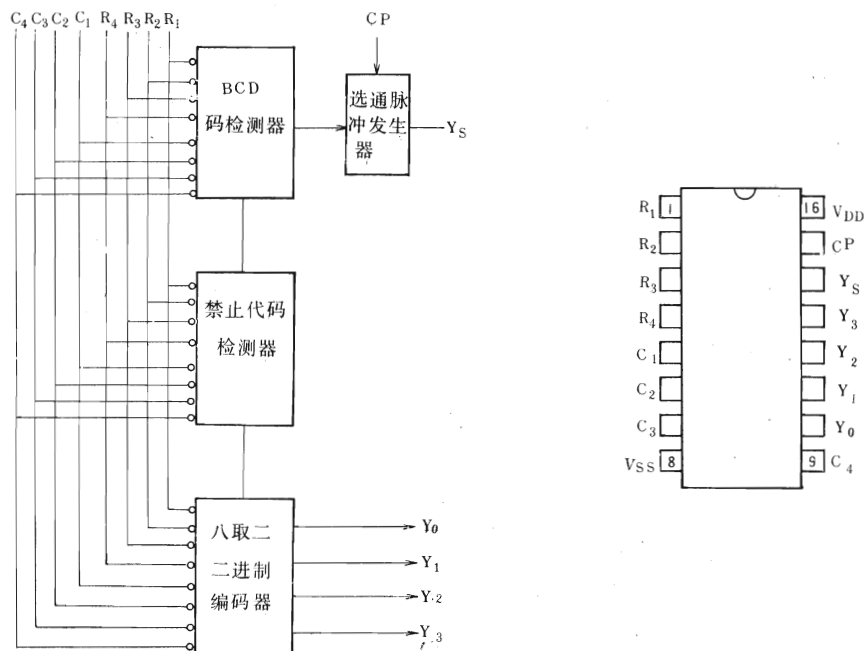 C4 C3 C2 C1 R4 R3 R2 R1
CP
BCD
码检测器
选通脉
冲发生
器
YS
禁止代码
检测器
八取二
二进制
编码器
Y0
Y1
Y2
Y3
R1 1
R2
R3
R4
C1
C2
C3
VSS 8
16 VDD
CP
YS
Y3
Y2
Y1
Y0
9 C4